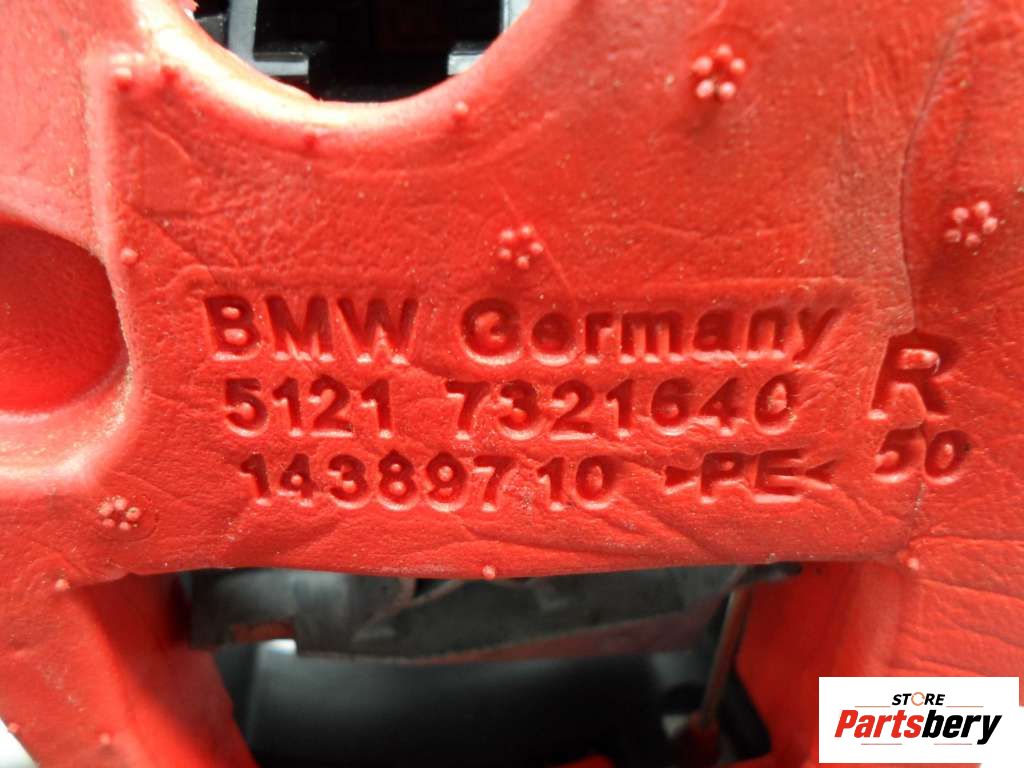 BMW Germany
5121 7321640 R
14389710 >PE< 50
STORE
Partsbery